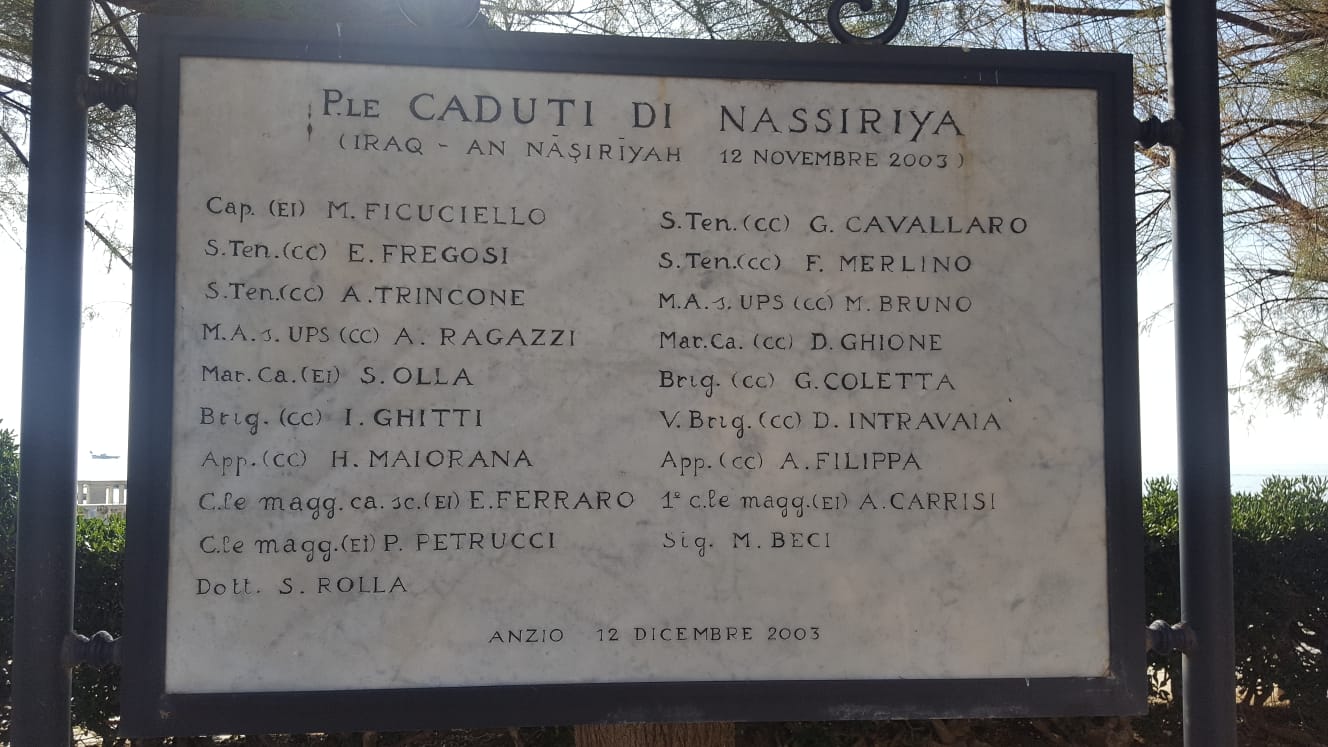 P.LE CADUTI DI NASSIRIYA
(IRAQ - AN NĀṢIRĪYAH 12 NOVEMBRE 2003)
Cap. (EI) M. FICUCIELLO
S.Ten.(CC) E. FREGOSI
S.Ten.(CC) A.TRINCONE
M.A. s. UPS (CC) A. RAGAZZI
Mar. Ca.(EI) S. OLLA
Brig. (CC) I. GHITTI
App.(CC) H. MAIORANA
C.le magg. ca. sc.(EI) E.FERRARO
C.le magg.(EI) P. PETRUCCI
Dott. S. ROLLA
S.Ten.(CC) G. CAVALLARO
S.Ten.(CC) F. MERLINO
M.A. s. UPS (CC) M. BRUNO
Mar.Ca. (CC) D. GHIONE
Brig. (CC) G.COLETTA
V. Brig.(CC) D. INTRAVAIA
App.(CC) A.FILIPPA
1° c.le magg.(EI) A.CARRISI
Sig. M. BECI
ANZIO 12 DICEMBRE 2003